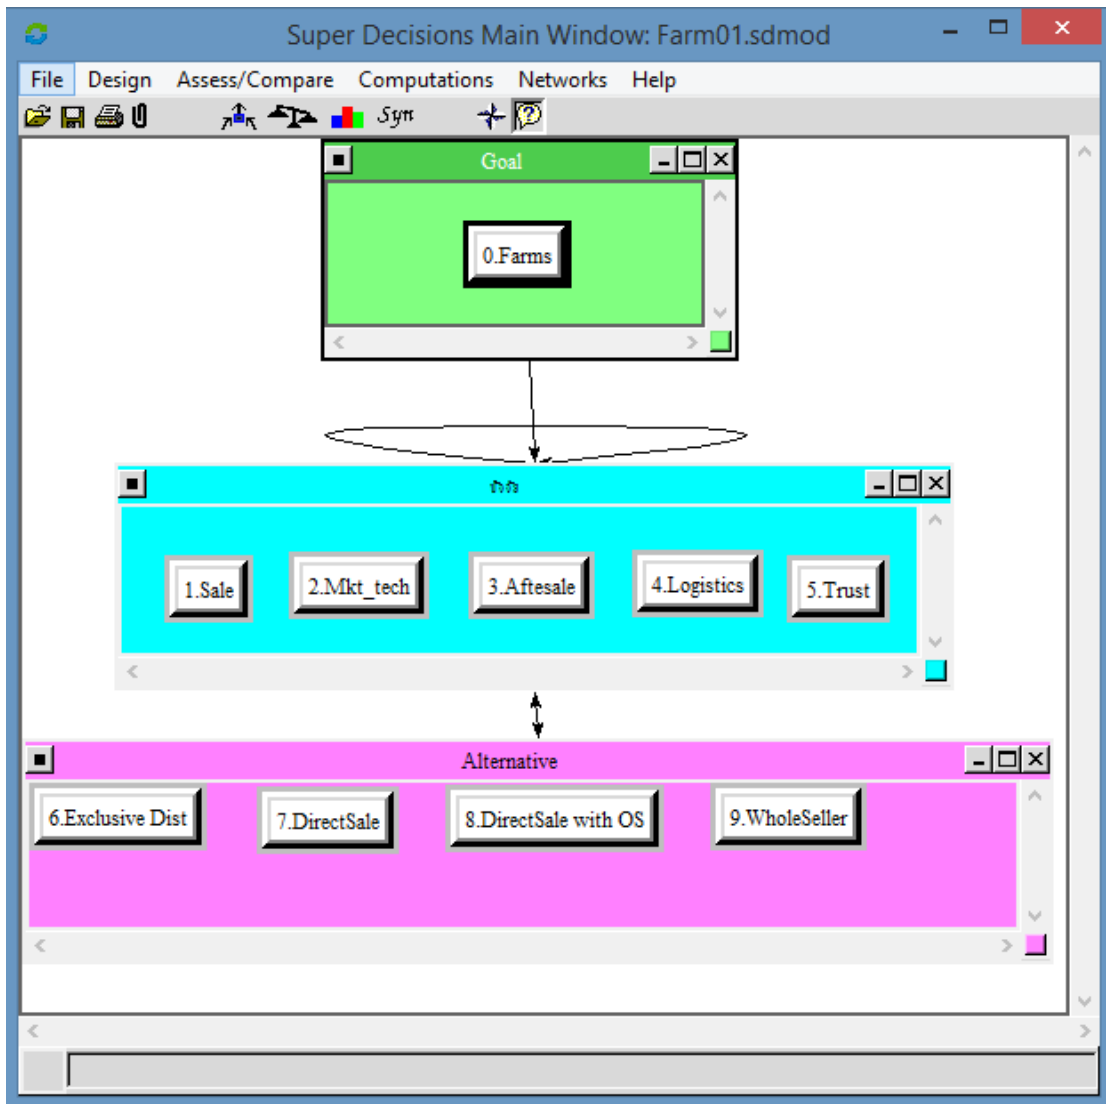 Super Decisions Main Window: Farm01.sdmod
File Design Assess/Compare Computations Networks Help
Syn
Goal
0.Farms
1.Sale 2.Mkt_tech 3.Aftesale 4.Logistics 5.Trust
Alternative
6.Exclusive Dist 7.DirectSale 8.DirectSale with OS 9.WholeSeller